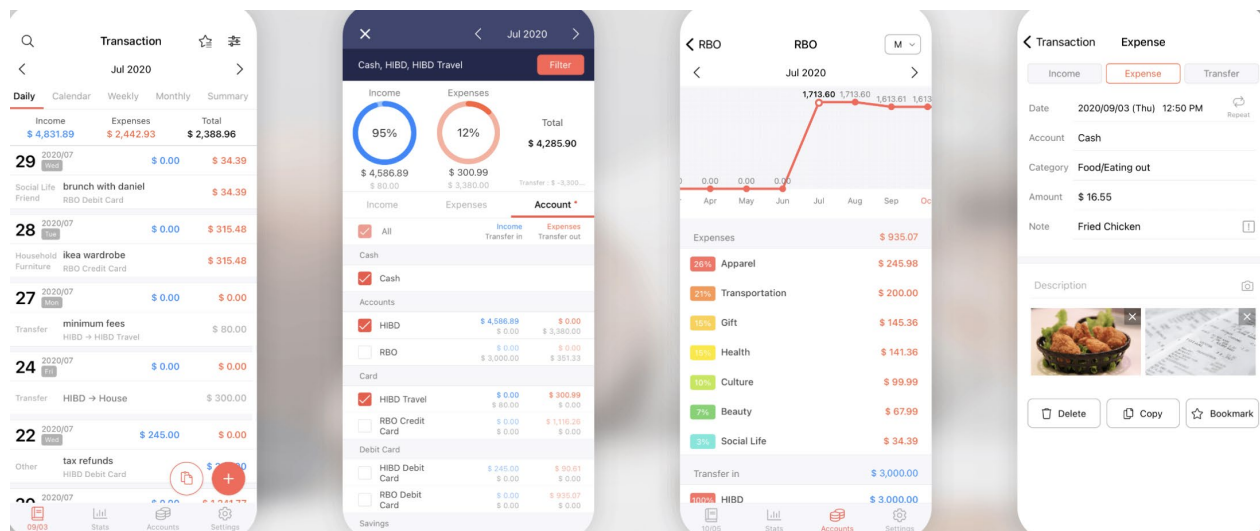 Transaction
Jul 2020
Daily Calendar Weekly Monthly Summary
Income Expenses Total
$ 4,831.89 $ 2,442.93 $ 2,388.96
29 2020/07 Wed $ 0.00 $ 34.39
Social Life brunch with daniel $ 34.39
Friend RBO Debit Card
28 2020/07 Tue $ 0.00 $ 315.48
Household ikea wardrobe $ 315.48
Furniture RBO Credit Card
27 2020/07 Mon $ 0.00 $ 0.00
Transfer minimum fees $ 80.00
HIBD → HIBD Travel
24 2020/07 Fri $ 0.00 $ 0.00
Transfer HIBD → House $ 300.00
22 2020/07 Wed $ 245.00 $ 0.00
Other tax refunds
HIBD Debit Card
2020/07
09/03 Stats Accounts Settings
Jul 2020
Cash, HIBD, HIBD Travel Filter
Income Expenses
95% 12% Total
$ 4,285.90
$ 4,586.89 $ 300.99
$ 80.00 $ 3,380.00 Transfer : $ -3,300...
Income Expenses Account
All Income Expenses
Transfer in Transfer out
Cash
Cash
Accounts
HIBD $ 4,586.89 $ 0.00
$ 0.00 $ 3,380.00
RBO $ 0.00 $ 0.00
$ 3,000.00 $ 351.33
Card
HIBD Travel $ 0.00 $ 300.99
$ 80.00 $ 0.00
RBO Credit Card $ 0.00 $ 1,116.26
$ 0.00 $ 0.00
Debit Card
HIBD Debit Card $ 245.00 $ 90.61
$ 0.00 $ 0.00
RBO Debit Card $ 0.00 $ 935.07
$ 0.00 $ 0.00
Savings
RBO RBO M
Jul 2020
1,713.60 1,713.60 1,613.61 1,613
0.00 0.00 0.00
Apr May Jun Jul Aug Sep Oc
Expenses $ 935.07
26% Apparel $ 245.98
21% Transportation $ 200.00
15% Gift $ 145.36
15% Health $ 141.36
10% Culture $ 99.99
7% Beauty $ 67.99
3% Social Life $ 34.39
Transfer in $ 3,000.00
100% HIBD $ 3,000.00
10/05 Stats Accounts Settings
Transaction Expense
Income Expense Transfer
Date 2020/09/03 (Thu) 12:50 PM Repeat
Account Cash
Category Food/Eating out
Amount $ 16.55
Note Fried Chicken
Description
Delete Copy Bookmark